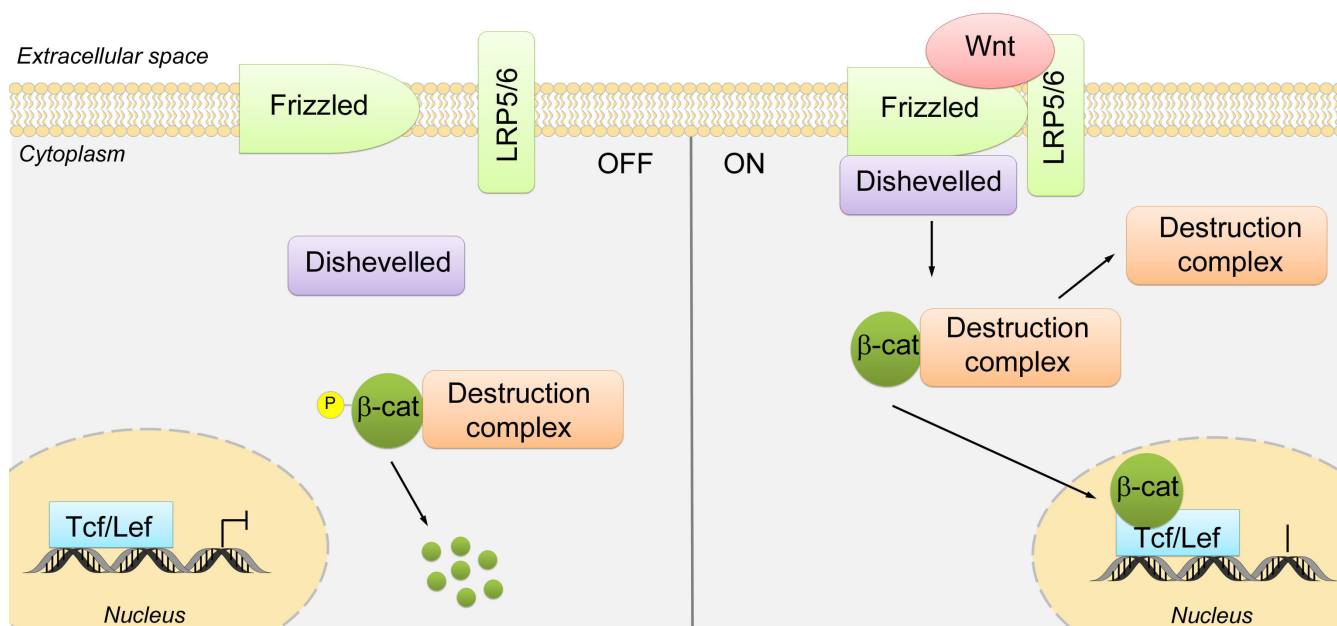 Extracellular space
Frizzled
LRP5/6
Cytoplasm
OFF
Dishevelled
P
β-cat
Destruction
complex
Tcf/Lef
Nucleus
Wnt
Frizzled
LRP5/6
ON
Dishevelled
Destruction
complex
β-cat
Destruction
complex
β-cat
Tcf/Lef
Nucleus